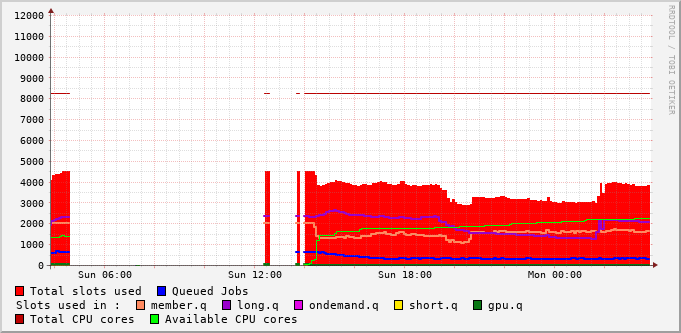 12000
11000
10000
9000
8000
7000
6000
5000
4000
3000
2000
1000
0
Sun 06:00 Sun 12:00 Sun 18:00 Mon 00:00
RRDTOOL / TOBI OETIKER
Total slots used Queued Jobs
Slots used in : member.q long.q ondemand.q short.q gpu.q
Total CPU cores Available CPU cores